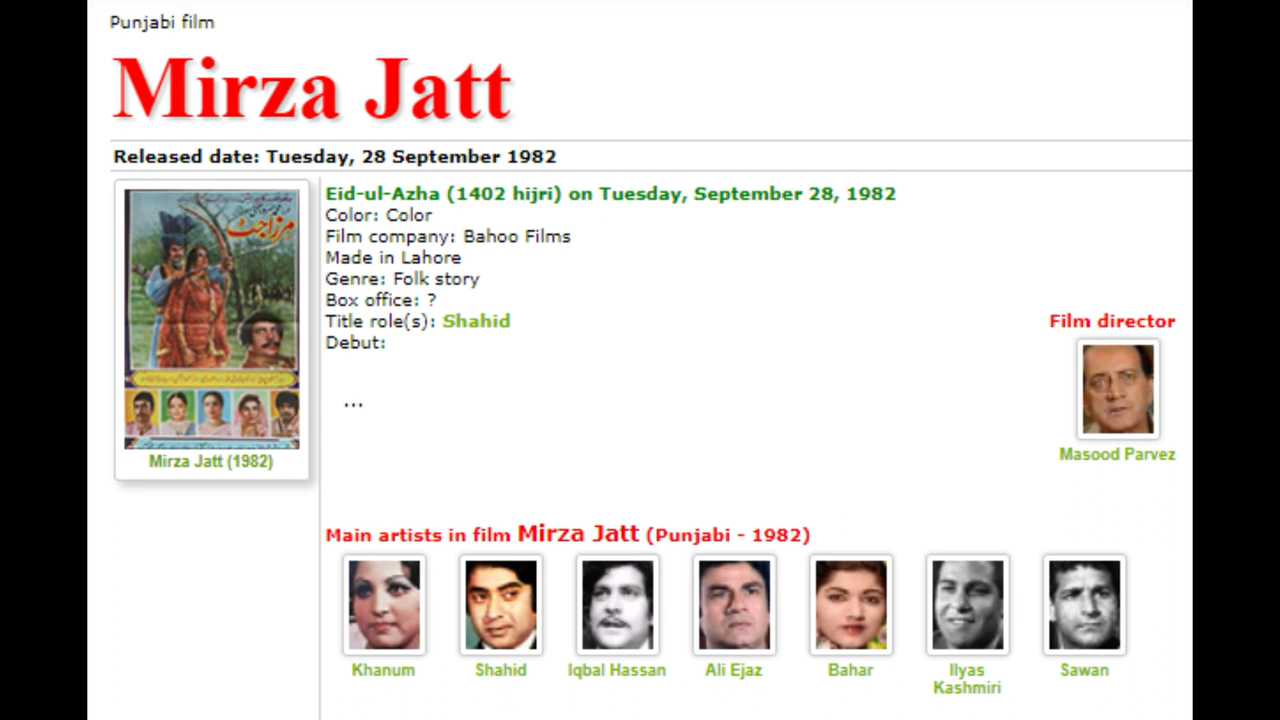 Punjabi film
Mirza Jatt
Released date: Tuesday, 28 September 1982
Eid-ul-Azha (1402 hijri) on Tuesday, September 28, 1982
Color: Color
Film company: Bahoo Films
Made in Lahore
Genre: Folk story
Box office: ?
Title role(s): Shahid
Debut:
...
مرزا جٹ
Mirza Jatt (1982)
Film director
Masood Parvez
Main artists in film Mirza Jatt (Punjabi - 1982)
Khanum
Shahid
Iqbal Hassan
Ali Ejaz
Bahar
Ilyas
Kashmiri
Sawan